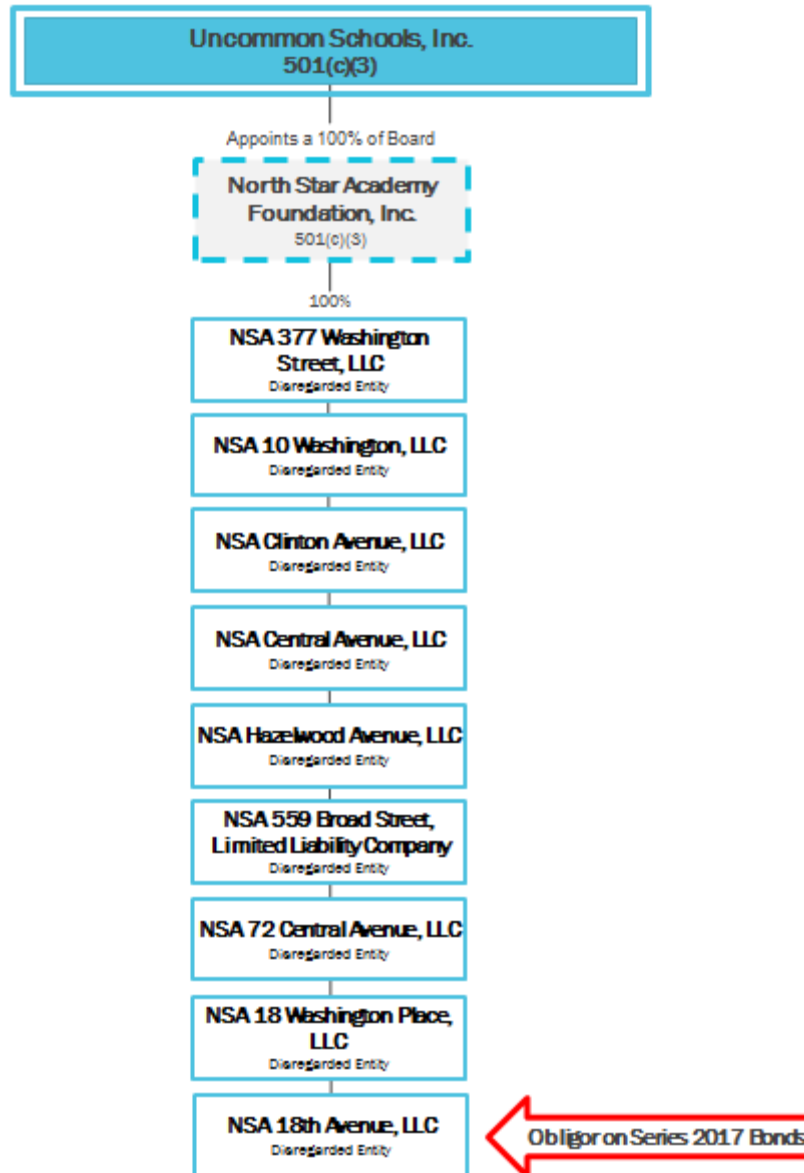 Uncommon Schools, Inc.
501(c)(3)
Appoints a 100% of Board
North Star Academy
Foundation, Inc.
501(c)(3)
100%
NSA 377 Washington
Street, LLC
Disregarded Entity
NSA 10 Washington, LLC
Disregarded Entity
NSA Clinton Avenue, LLC
Disregarded Entity
NSA Central Avenue, LLC
Disregarded Entity
NSA Hazelwood Avenue, LLC
Disregarded Entity
NSA 559 Broad Street,
Limited Liability Company
Disregarded Entity
NSA 72 Central Avenue, LLC
Disregarded Entity
NSA 18 Washington Place,
LLC
Disregarded Entity
NSA 18th Avenue, LLC
Disregarded Entity
Obligor on Series 2017 Bonds